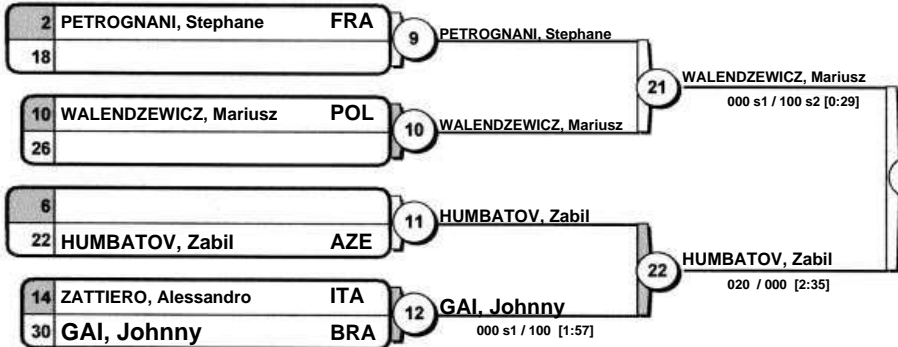 2 PETROGNANI, Stephane FRA
18
9 PETROGNANI, Stephane
10 WALENDZEWICZ, Mariusz POL
26
10 WALENDZEWICZ, Mariusz
21 WALENDZEWICZ, Mariusz
000 s1 / 100 s2 [0:29]
6
22 HUMBATOV, Zabil AZE
11 HUMBATOV, Zabil
14 ZATTIERO, Alessandro ITA
30 GAI, Johnny BRA
12 GAI, Johnny
000 s1 / 100 [1:57]
22 HUMBATOV, Zabil
020 / 000 [2:35]